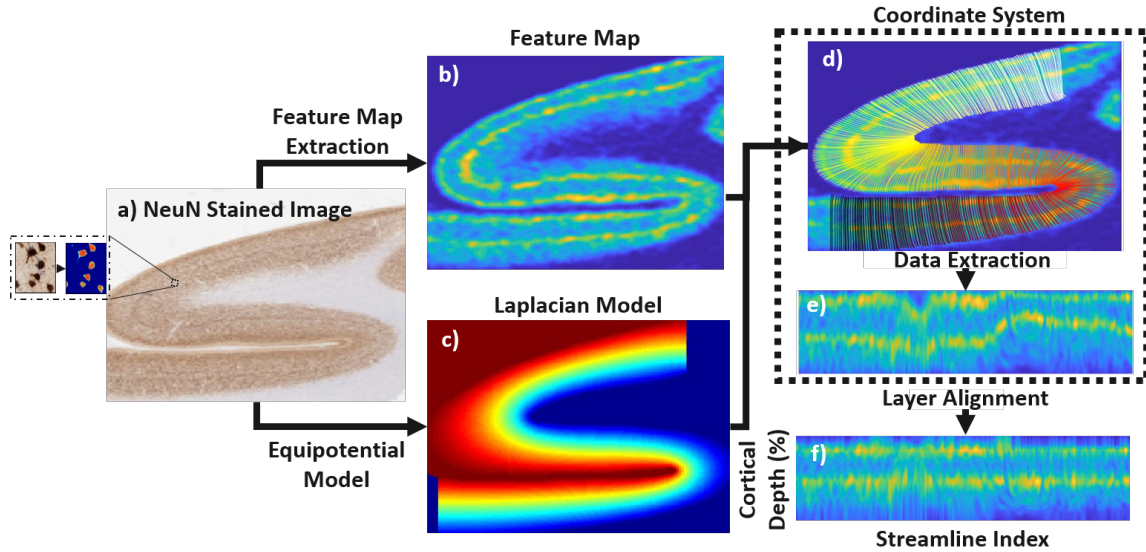 Coordinate System
Feature Map
b)
d)
Feature Map
Extraction
a) NeuN Stained Image
Data Extraction
e)
Laplacian Model
c)
Layer Alignment
Equipotential
Model
Cortical
Depth (%)
f)
Streamline Index